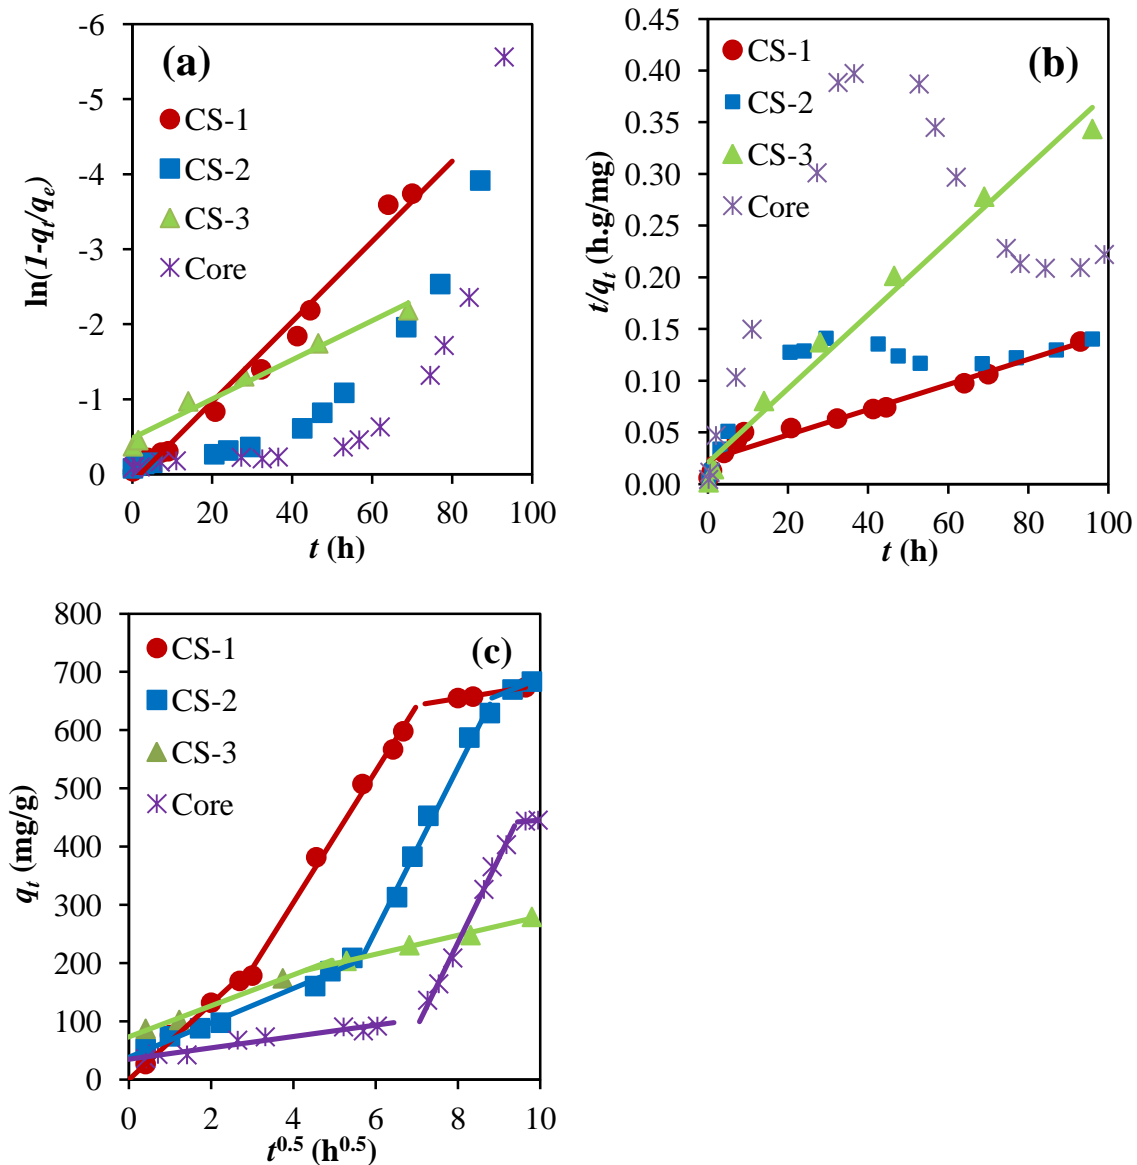 (a)
CS-1
CS-2
CS-3
Core
ln(1-qt/qe)
-6
-5
-4
-3
-2
-1
0
0 20 40 60 80 100
t (h)
(b)
CS-1
CS-2
CS-3
Core
t/qt (h.g/mg)
0.45
0.40
0.35
0.30
0.25
0.20
0.15
0.10
0.05
0.00
0 20 40 60 80 100
t (h)
(c)
CS-1
CS-2
CS-3
Core
qt (mg/g)
800
700
600
500
400
300
200
100
0
0 2 4 6 8 10
t0.5 (h0.5)